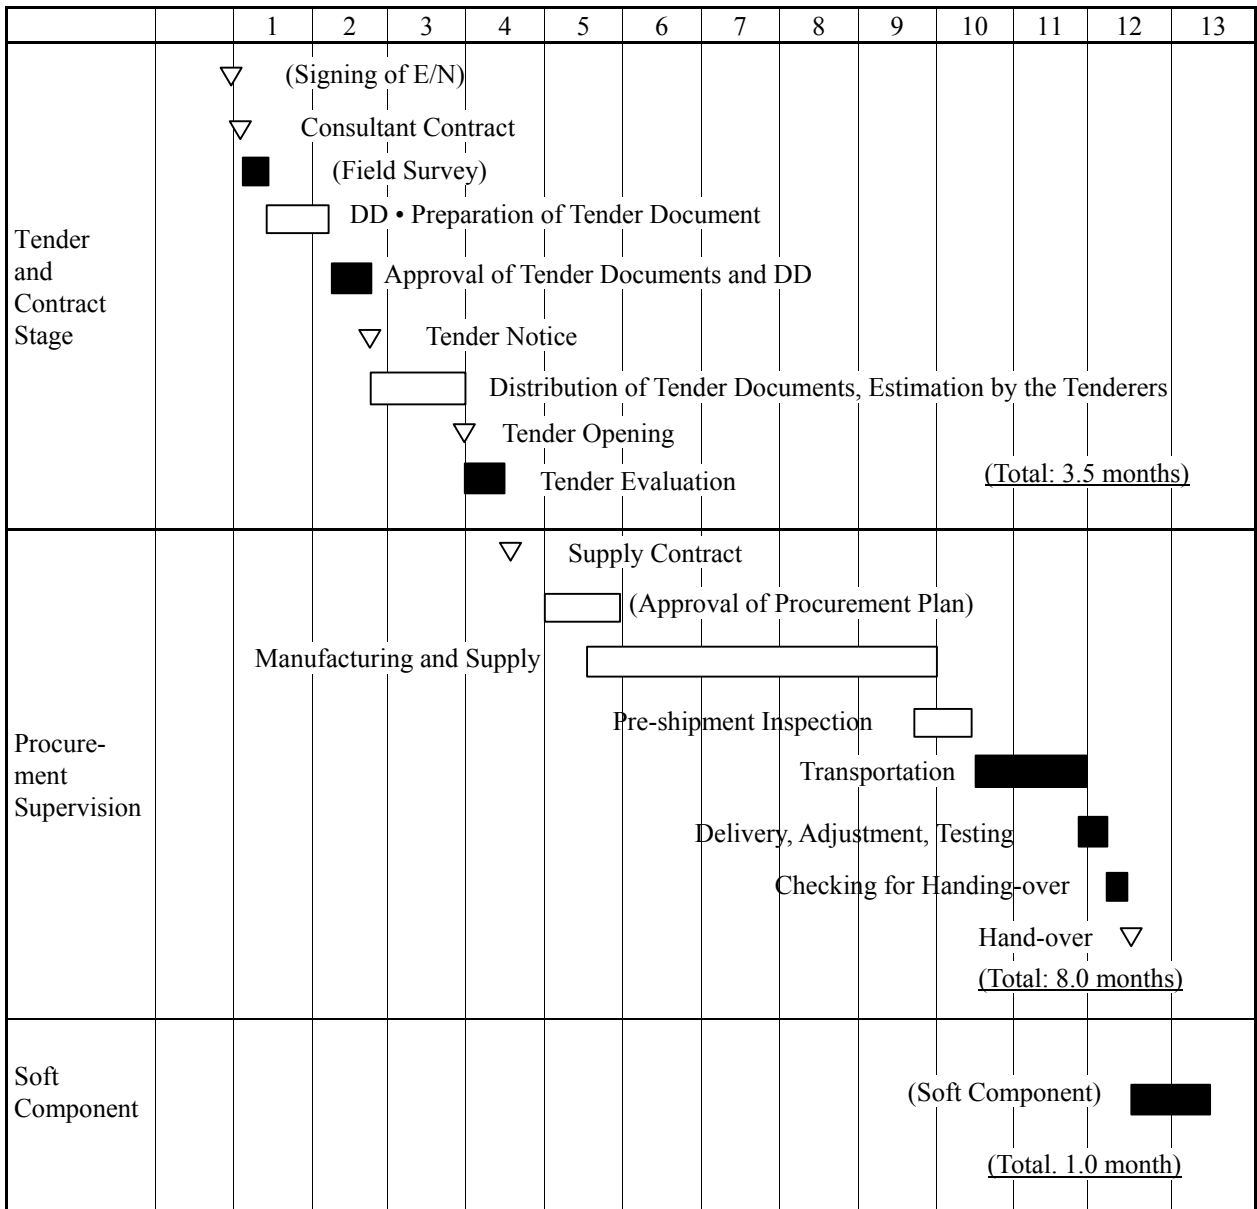 1 2 3 4 5 6 7 8 9 10 11 12 13
(Signing of E/N)
Consultant Contract
(Field Survey)
DD • Preparation of Tender Document
Tender
and
Contract
Stage
Approval of Tender Documents and DD
Tender Notice
Distribution of Tender Documents, Estimation by the Tenderers
Tender Opening
Tender Evaluation
(Total: 3.5 months)
Supply Contract
(Approval of Procurement Plan)
Manufacturing and Supply
Pre-shipment Inspection
Procure-
ment
Supervision
Transportation
Delivery, Adjustment, Testing
Checking for Handing-over
Hand-over
(Total: 8.0 months)
Soft
Component
(Soft Component)
(Total. 1.0 month)